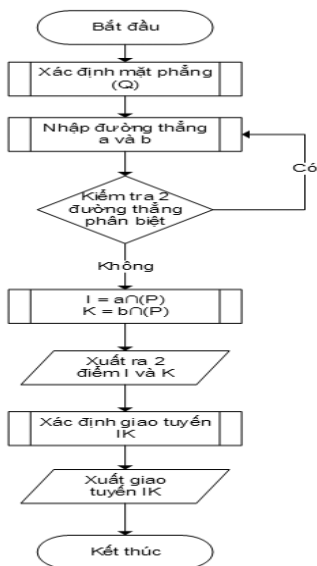 Bắt đầu
Xác định mặt phẳng
(Q)
Nhập đường thẳng
a và b
Có
Kiểm tra 2
đường thẳng
phân biệt
Không
I = a∩(P)
K = b∩(P)
Xuất ra 2
điểm I và K
Xác định giao tuyến
IK
Xuất giao
tuyến IK
Kết thúc